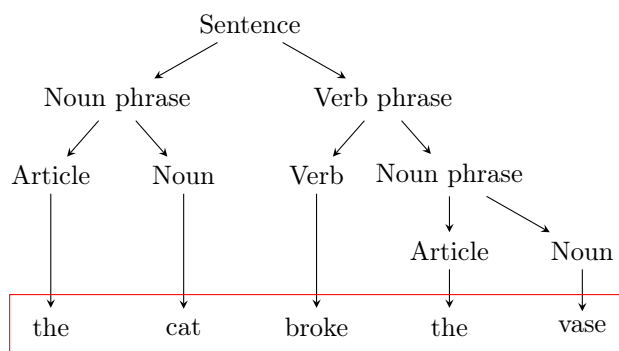 Sentence
Noun phrase Verb phrase
Article Noun Verb Noun phrase
Article Noun
the cat broke the vase